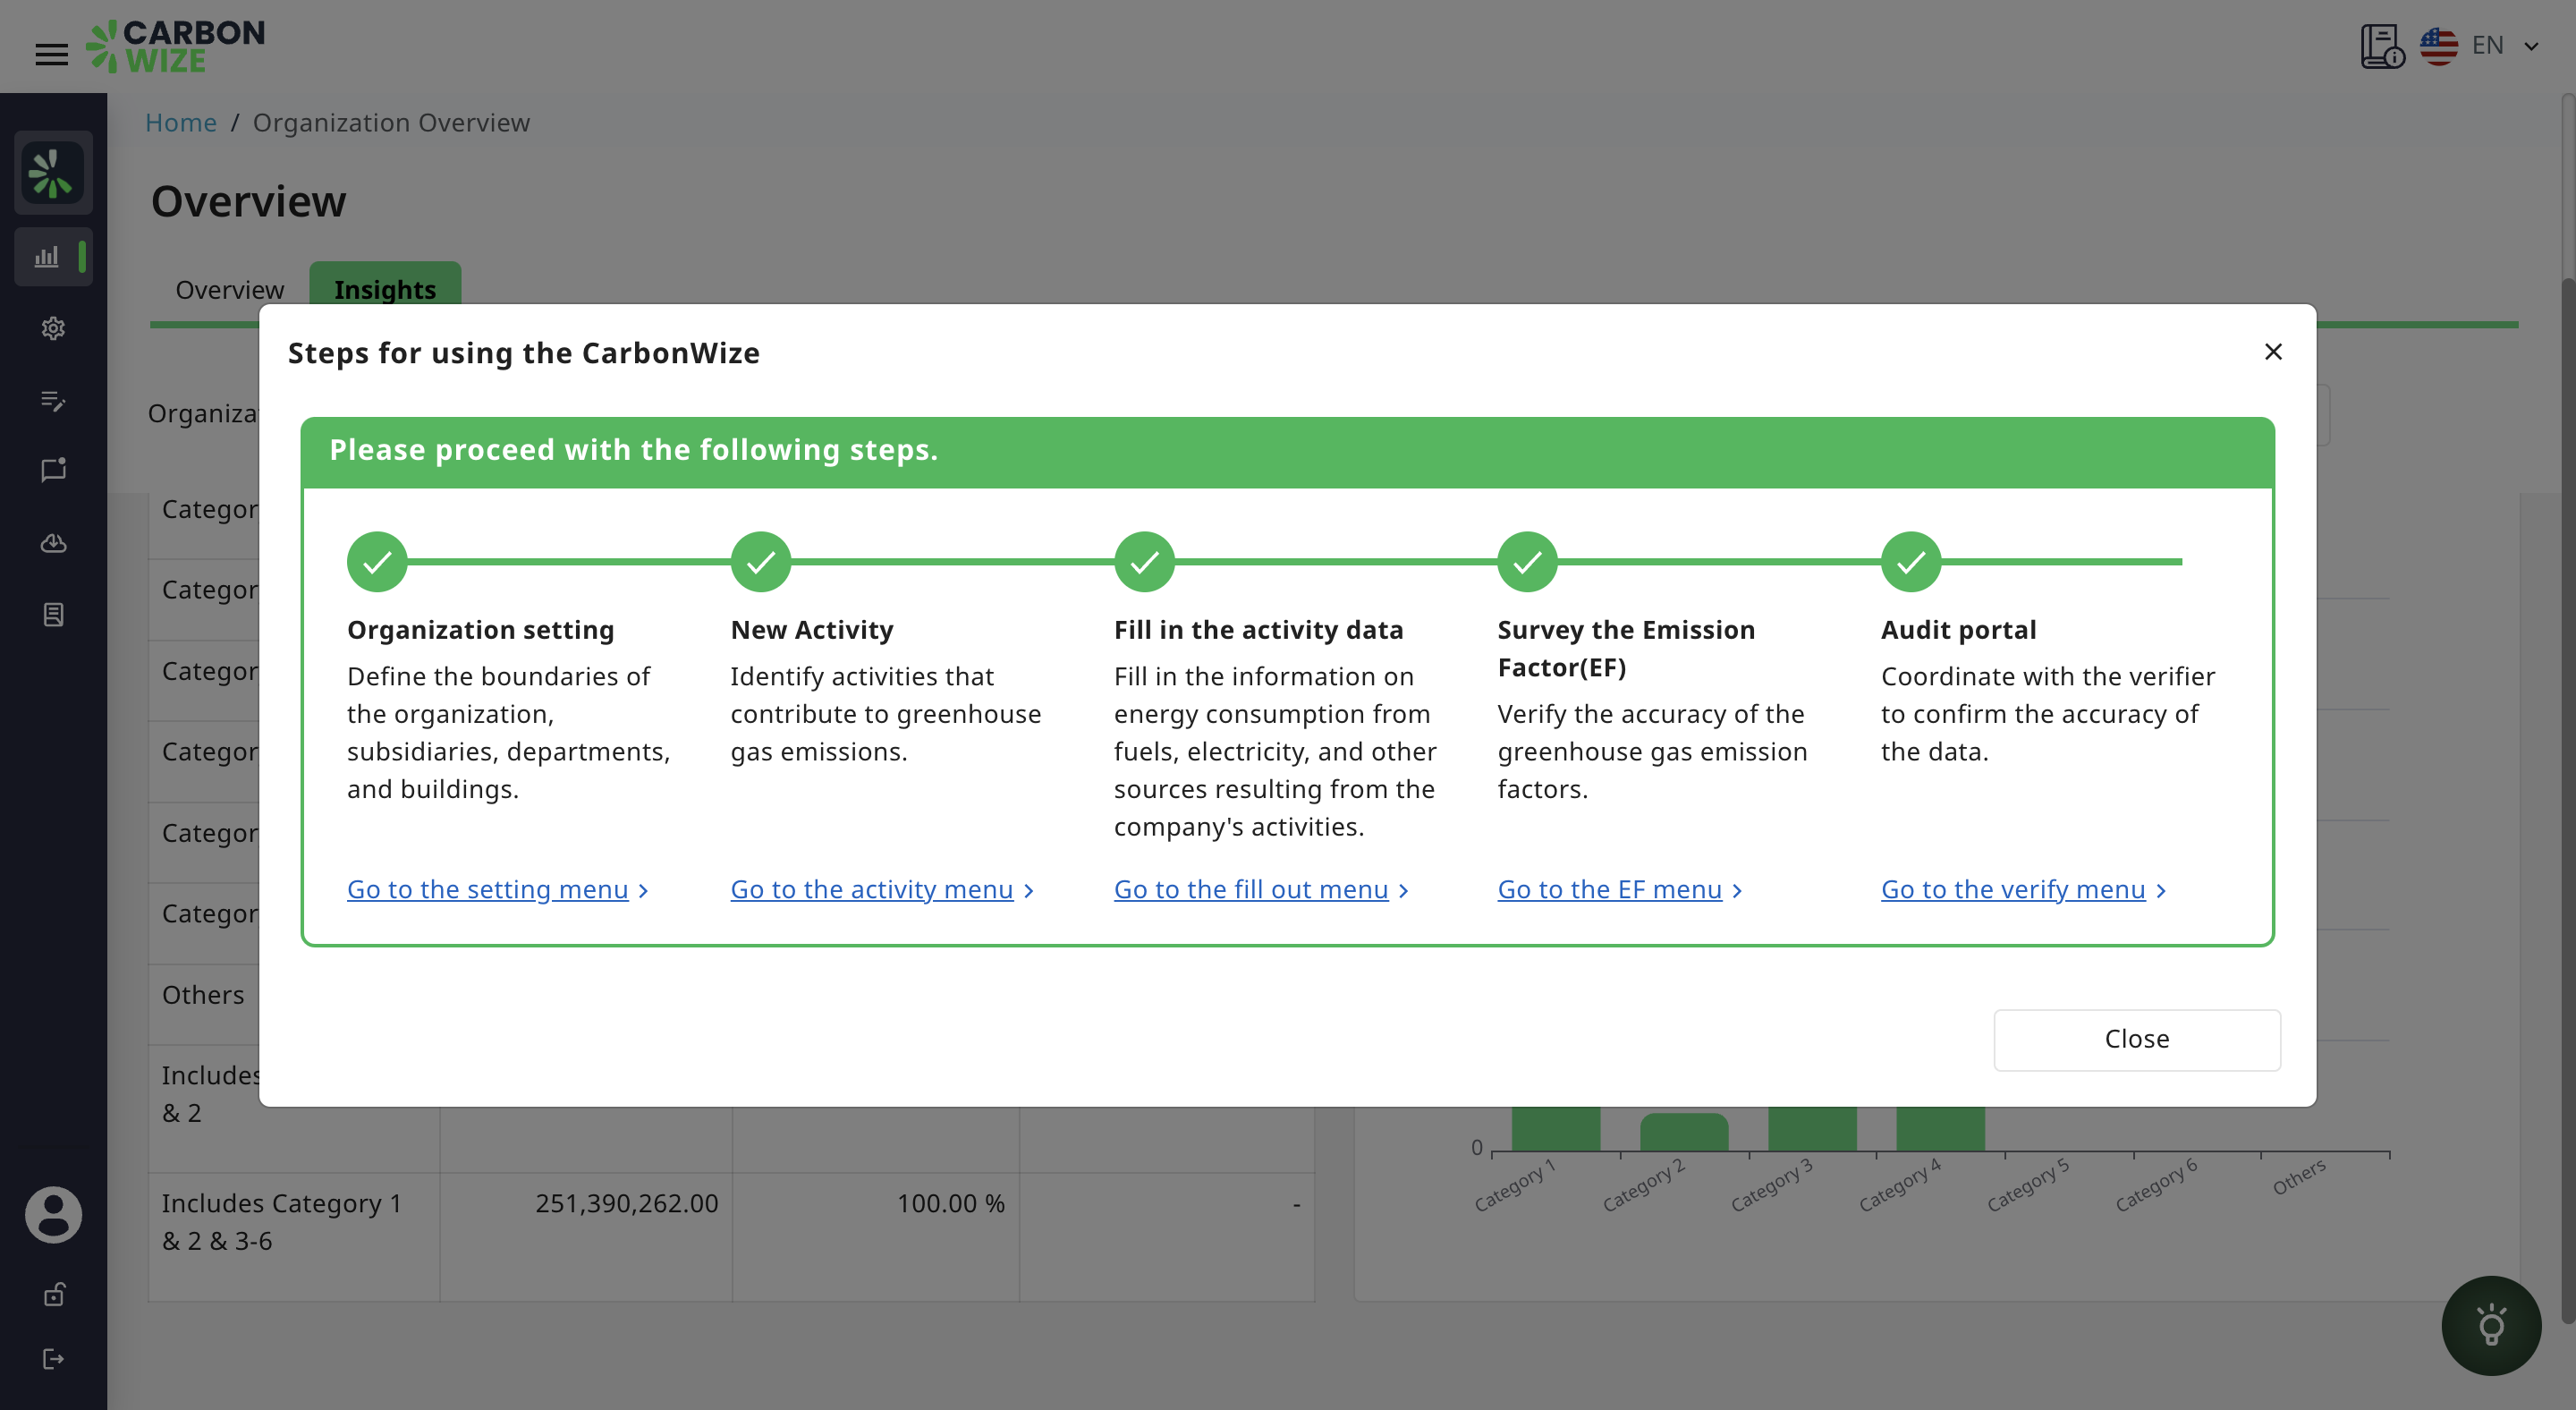 CARBON
WIZE
EN
Home / Organization Overview
Overview
Overview
Insights
Organiza
Steps for using the CarbonWize
Please proceed with the following steps.
Organization setting
Define the boundaries of
the organization,
subsidiaries, departments,
and buildings.
Go to the setting menu
New Activity
Identify activities that
contribute to greenhouse
gas emissions.
Go to the activity menu
Fill in the activity data
Fill in the information on
energy consumption from
fuels, electricity, and other
sources resulting from the
company's activities.
Go to the fill out menu
Survey the Emission
Factor(EF)
Verify the accuracy of the
greenhouse gas emission
factors.
Go to the EF menu
Audit portal
Coordinate with the verifier
to confirm the accuracy of
the data.
Go to the verify menu
Close
Categor
Categor
Categor
Categor
Categor
Categor
Others
Includes
& 2
Includes Category 1
& 2 & 3-6
251,390,262.00
100.00 %
-
0
Category 1
Category 2
Category 3
Category 4
Category 5
Category 6
Others